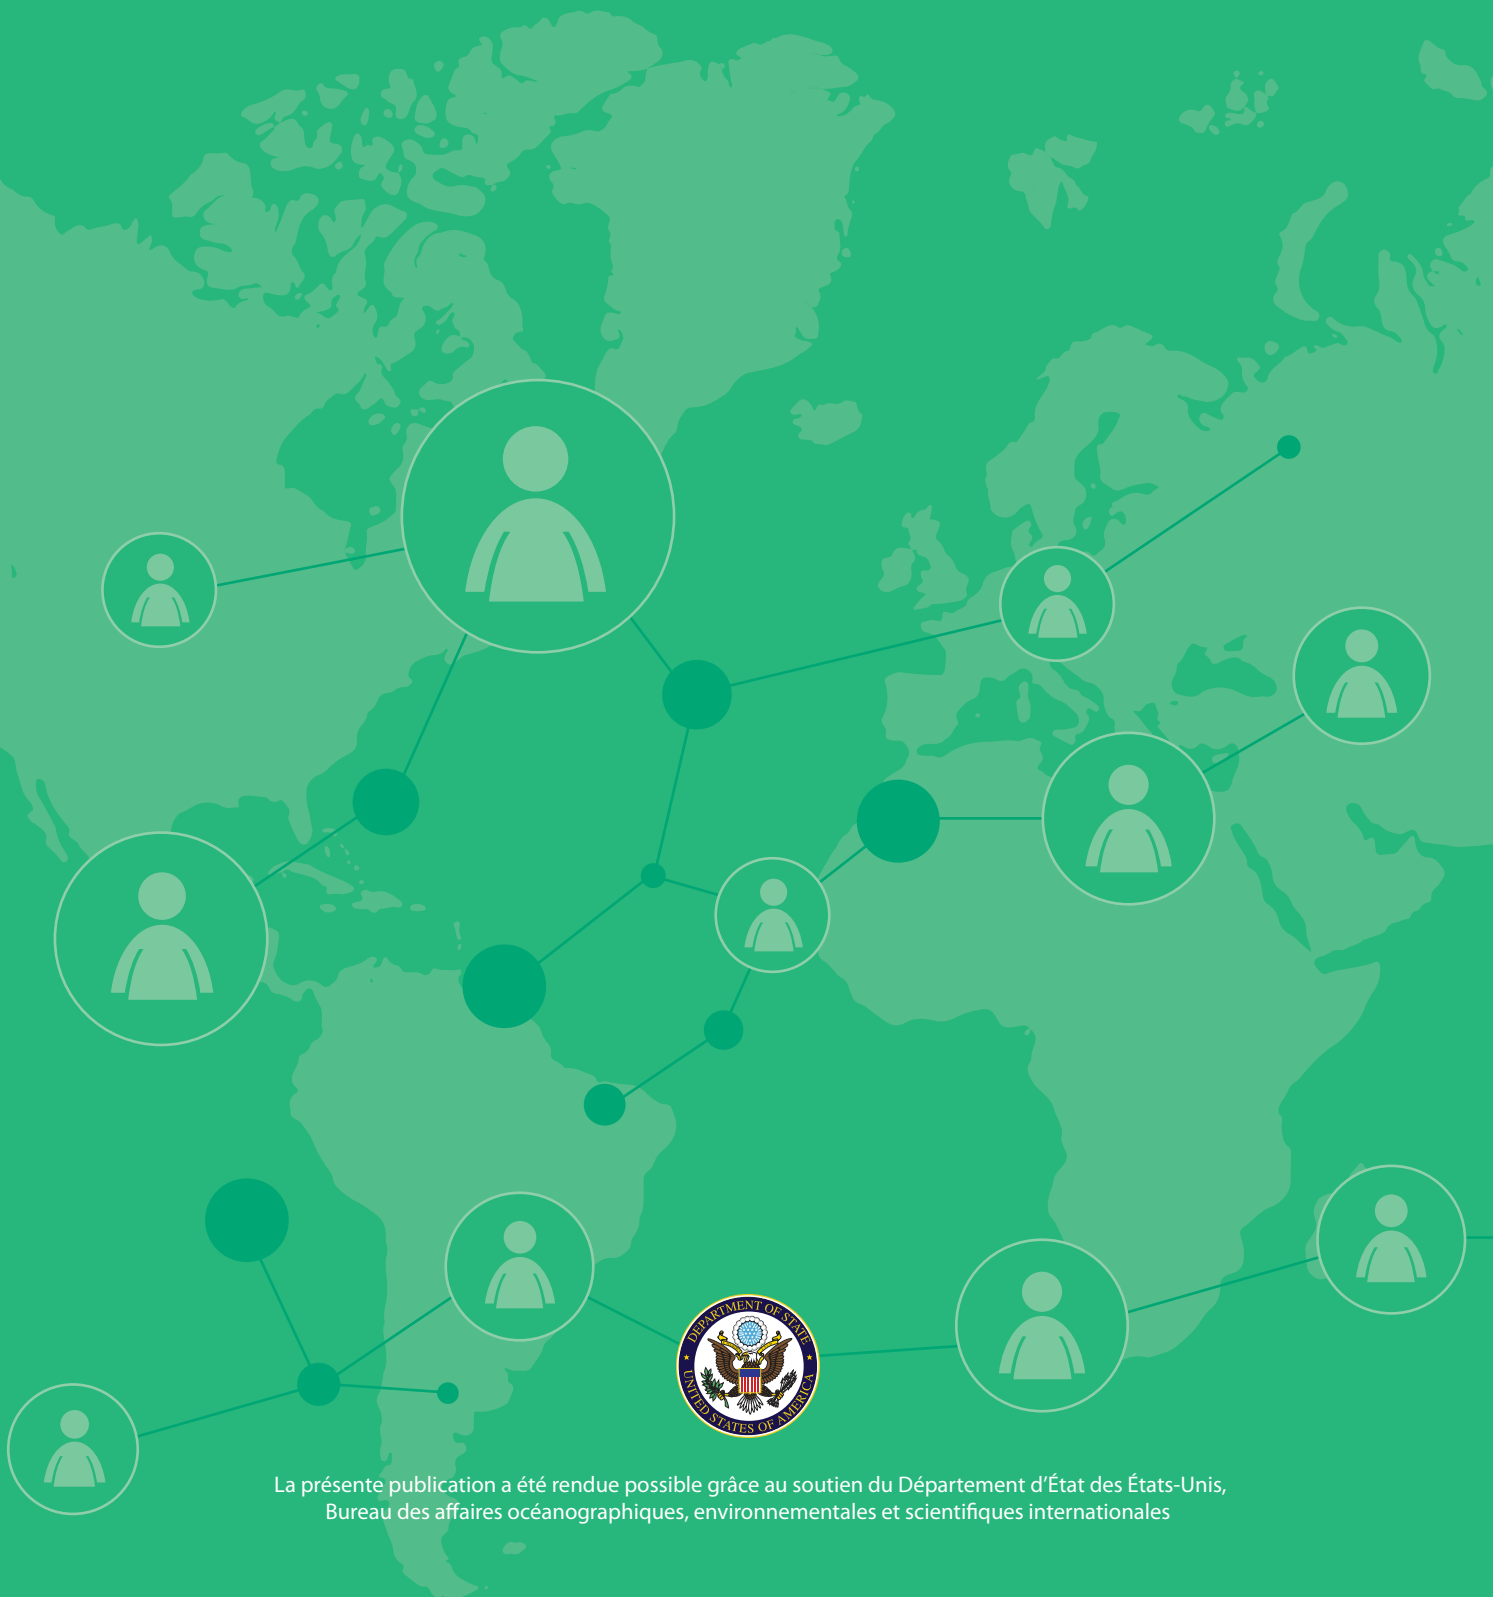 DEPARTMENT OF STATE
UNITED STATES OF AMERICA
La présente publication a été rendue possible grâce au soutien du Département d’État des États-Unis,
Bureau des affaires océanographiques, environnementales et scientifiques internationales